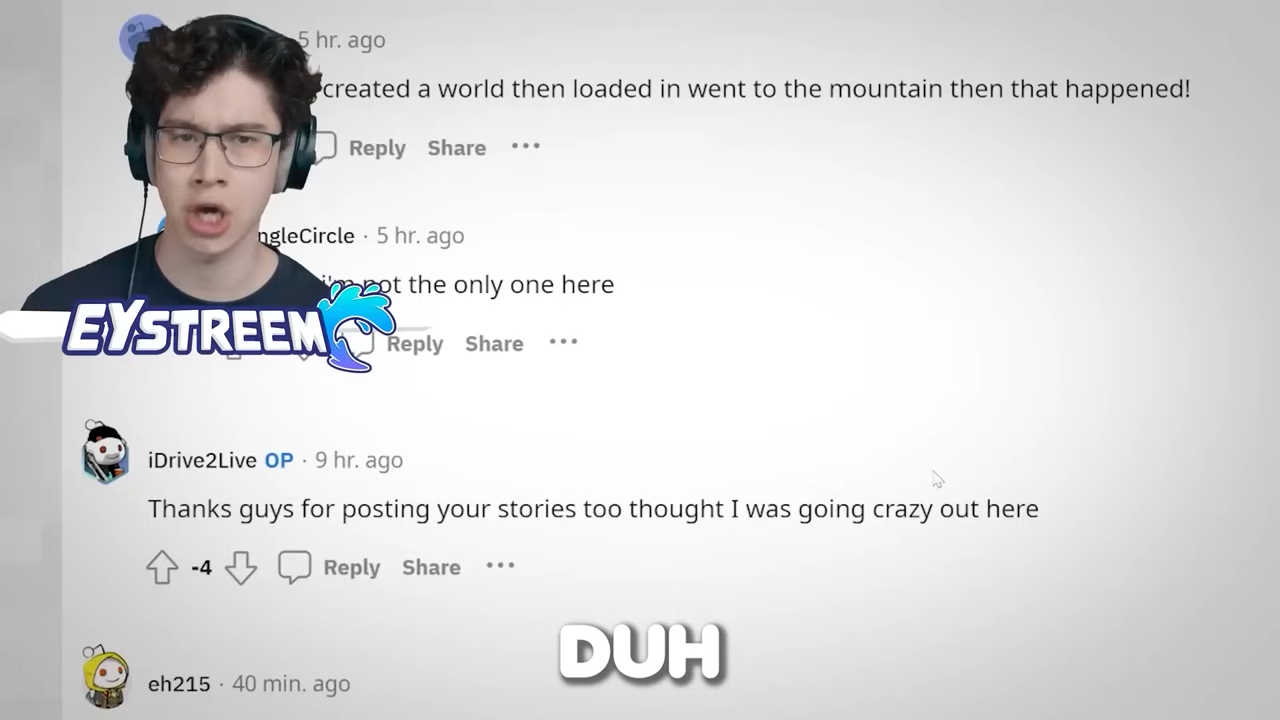 5 hr. ago
created a world then loaded in went to the mountain then that happened!
Reply Share
ngleCircle · 5 hr. ago
i'm not the only one here
EYSTREEM
Reply Share
iDrive2Live OP · 9 hr. ago
Thanks guys for posting your stories too thought I was going crazy out here
-4 Reply Share
DUH
eh215 · 40 min. ago